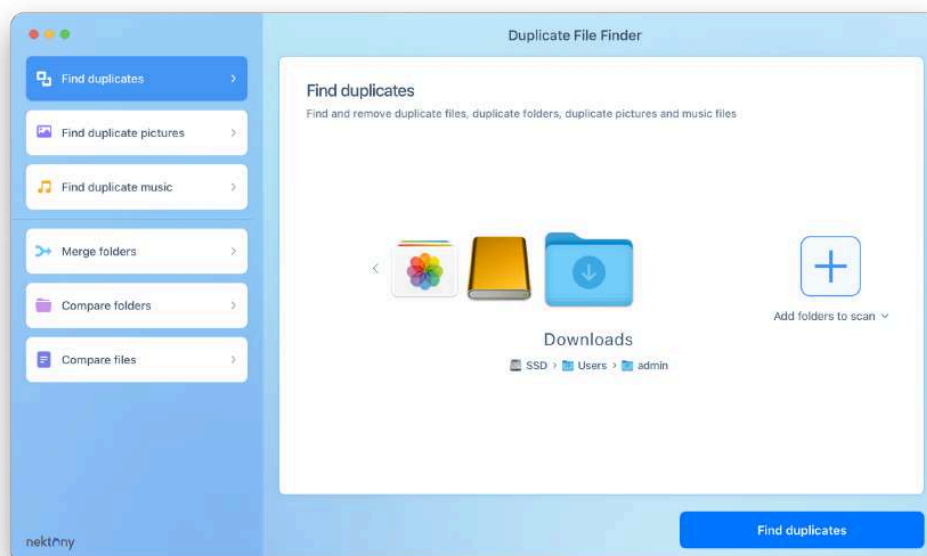 Duplicate File Finder
Find duplicates
Find duplicate pictures
Find duplicate music
Merge folders
Compare folders
Compare files
nektony
Find duplicates
Find and remove duplicate files, duplicate folders, duplicate pictures and music files
Add folders to scan
Downloads
SSD > Users > admin
Find duplicates